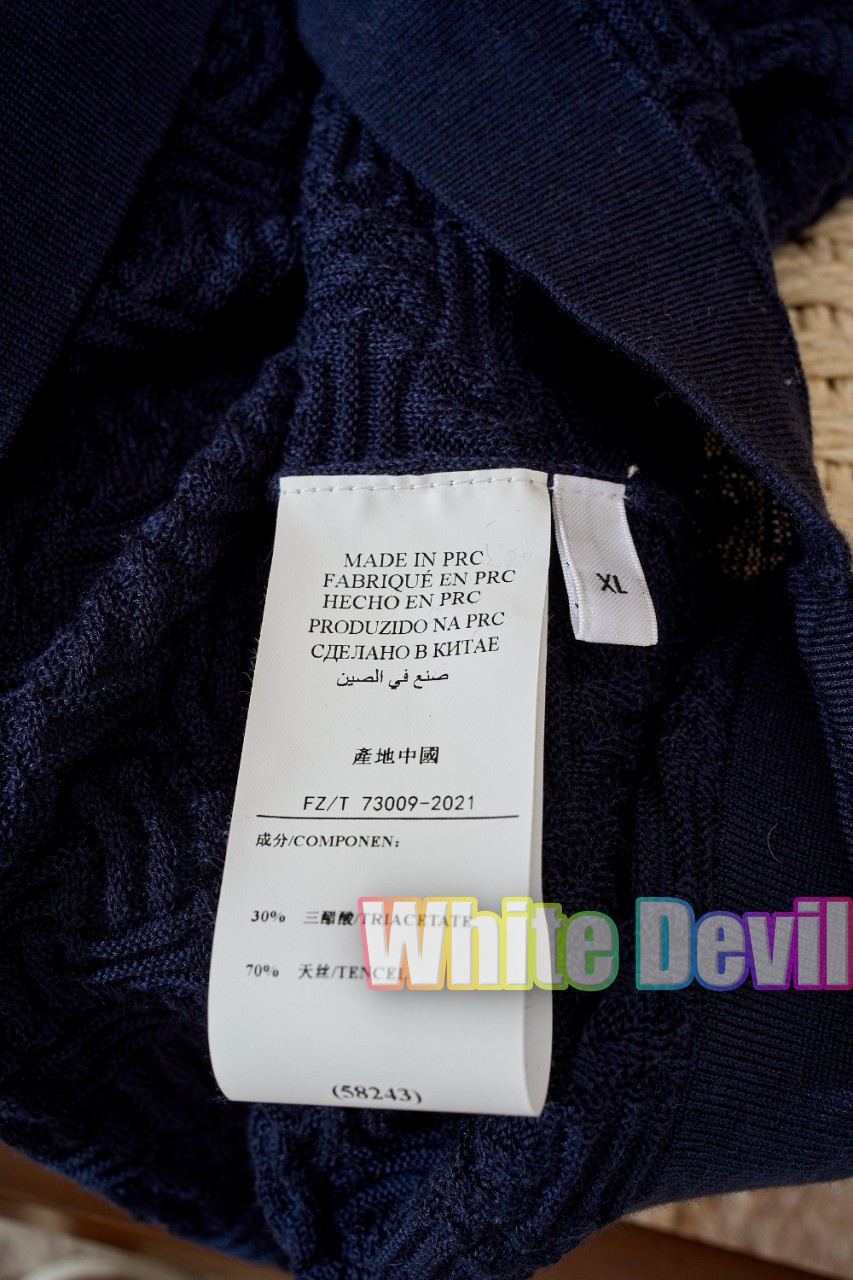 MADE IN PRC
FABRIQUÉ EN PRC
HECHO EN PRC
PRODUZIDO NA PRC
СДЕЛАНО В КИТАЕ
صنع في الصين
XL
產地中國
FZ/T 73009-2021
成分/COMPONEN:
30% 三醋酸/TRIACETATE
70% 天丝/TENCEL
White Devil
(58243)